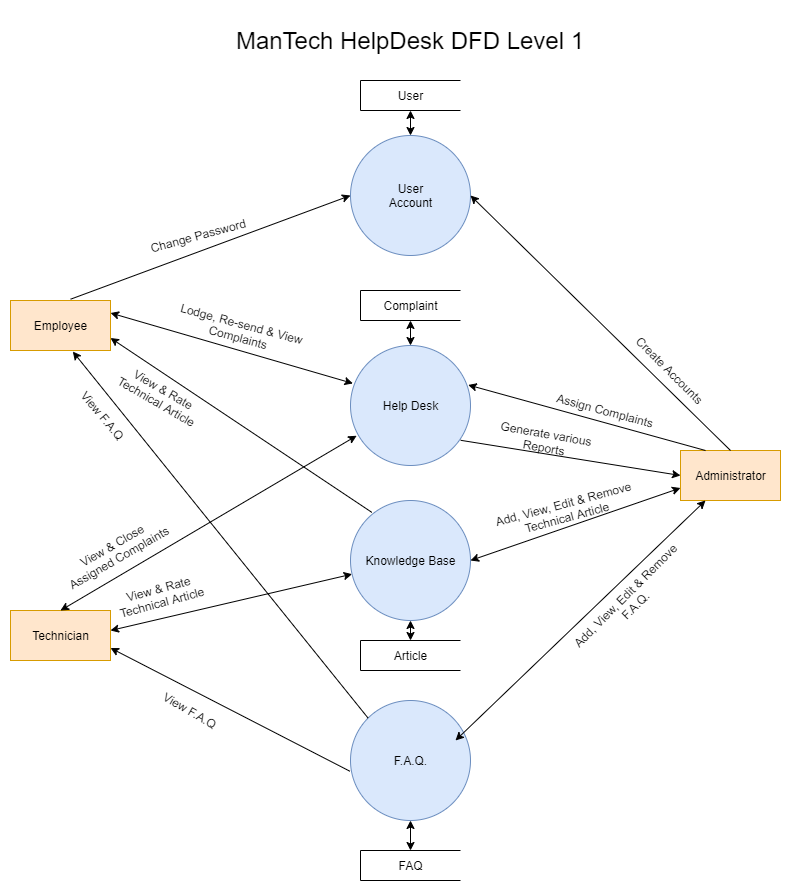 ManTech HelpDesk DFD Level 1
User
User
Account
Change Password
Employee
Complaint
Lodge, Re-send & View
Complaints
Create Accounts
View & Rate
Technical Article
View F.A.Q
Help Desk
Assign Complaints
Generate various
Reports
Administrator
Add, View, Edit & Remove
Technical Article
View & Close
Assigned Complaints
Knowledge Base
View & Rate
Technical Article
Add, View, Edit & Remove
F.A.Q.
Technician
Article
View F.A.Q
F.A.Q.
FAQ